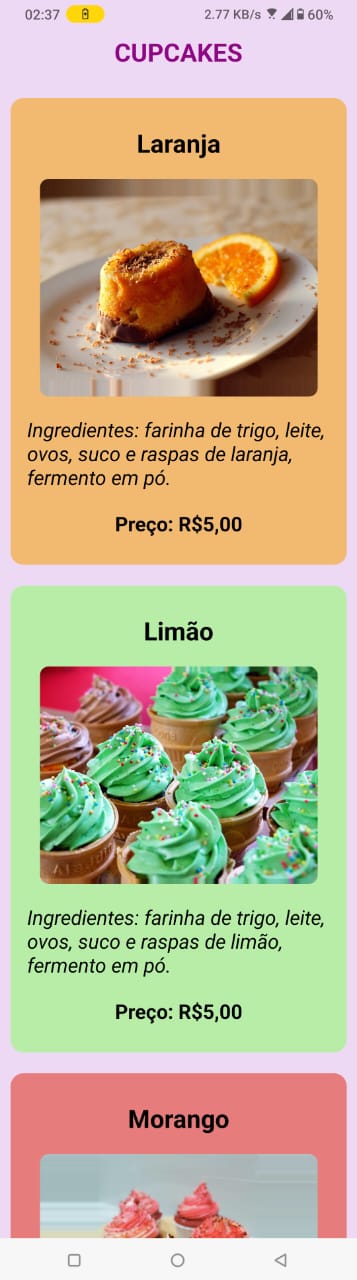 02:37 2.77 KB/s 60%
CUPCAKES
Laranja
Ingredientes: farinha de trigo, leite,
ovos, suco e raspas de laranja,
fermento em pó.
Preço: R$5,00
Limão
Ingredientes: farinha de trigo, leite,
ovos, suco e raspas de limão,
fermento em pó.
Preço: R$5,00
Morango